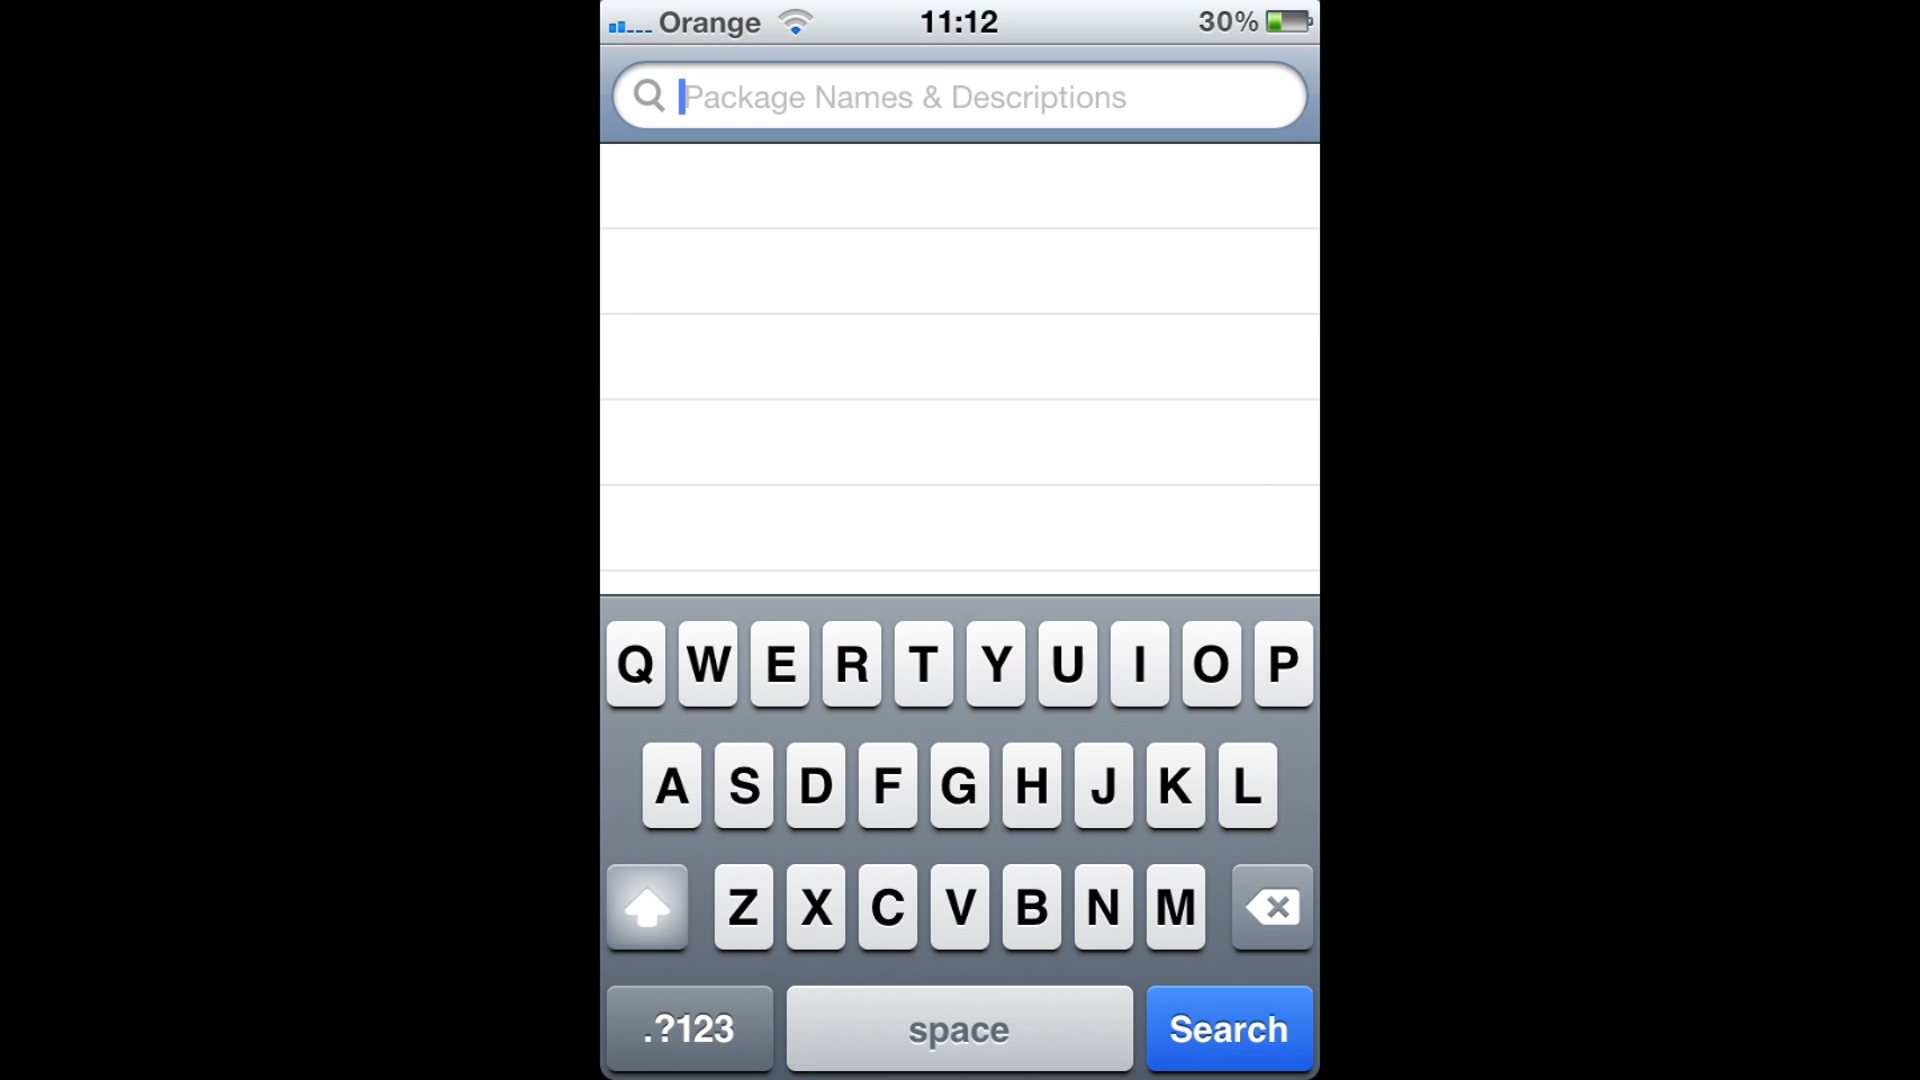 Orange 11:12 30%
Package Names & Descriptions
Q W E R T Y U I O P
A S D F G H J K L
Z X C V B N M
.?123 space Search